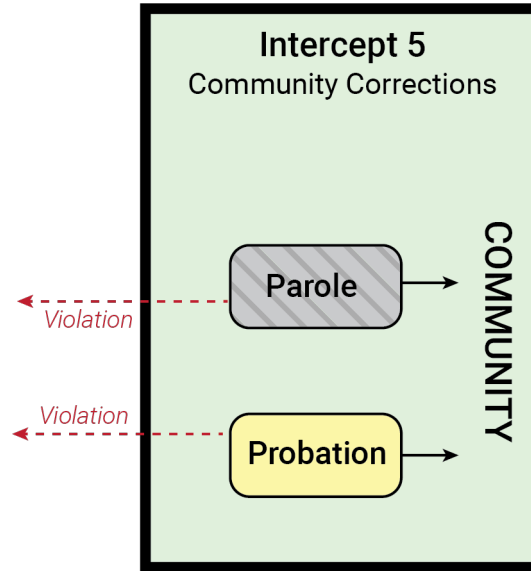 Intercept 5
Community Corrections
COMMUNITY
Parole
Violation
Violation
Probation